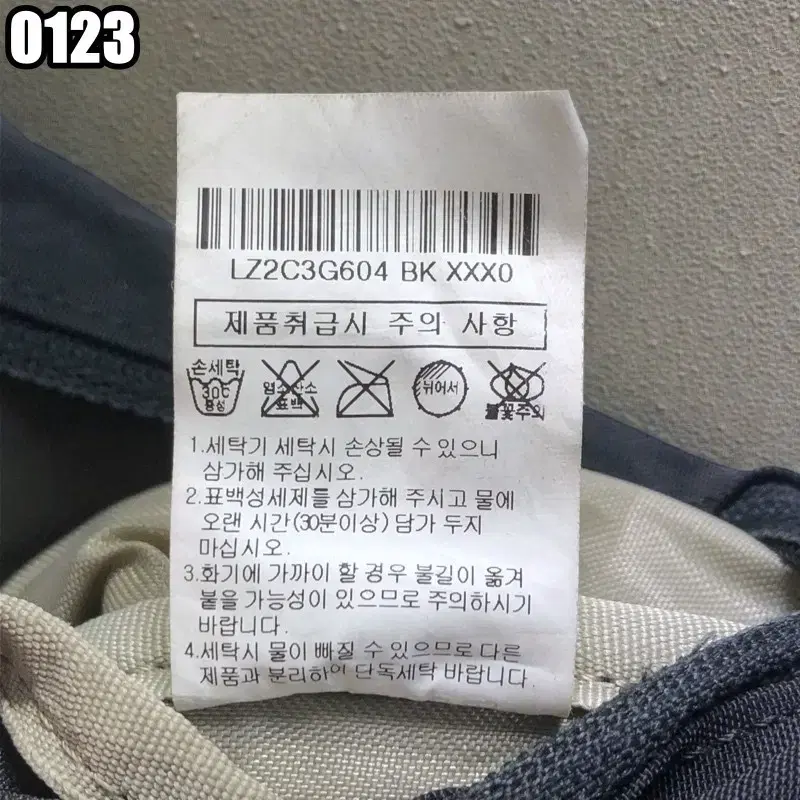 0123
LZ2C3G604 BK XXX0
제품취급시 주의 사항
손세탁
30℃
중성
염소산소
표백
뉘어서
불꽃주의
1.세탁기 세탁시 손상될 수 있으니
삼가해 주십시오.
2.표백성세제를 삼가해 주시고 물에
오랜 시간(30분이상) 담가 두지
마십시오.
3.화기에 가까이 할 경우 불길이 옮겨
붙을 가능성이 있으므로 주의하시기
바랍니다.
4.세탁시 물이 빠질 수 있으므로 다른
제품과 분리하여 단독세탁 바랍니다.